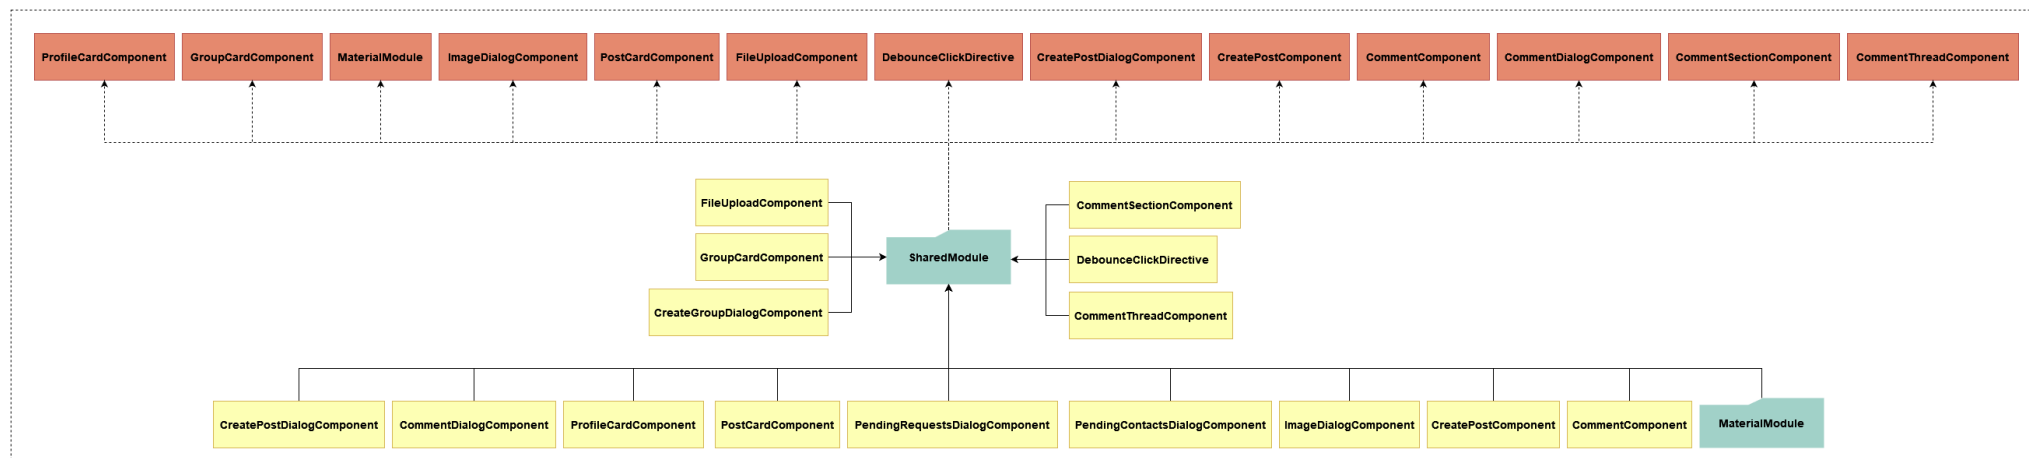 ProfileCardComponent
GroupCardComponent
MaterialModule
ImageDialogComponent
PostCardComponent
FileUploadComponent
DebounceClickDirective
CreatePostDialogComponent
CreatePostComponent
CommentComponent
CommentDialogComponent
CommentSectionComponent
CommentThreadComponent
FileUploadComponent
GroupCardComponent
CreateGroupDialogComponent
SharedModule
CommentSectionComponent
DebounceClickDirective
CommentThreadComponent
CreatePostDialogComponent
CommentDialogComponent
ProfileCardComponent
PostCardComponent
PendingRequestsDialogComponent
PendingContactsDialogComponent
ImageDialogComponent
CreatePostComponent
CommentComponent
MaterialModule